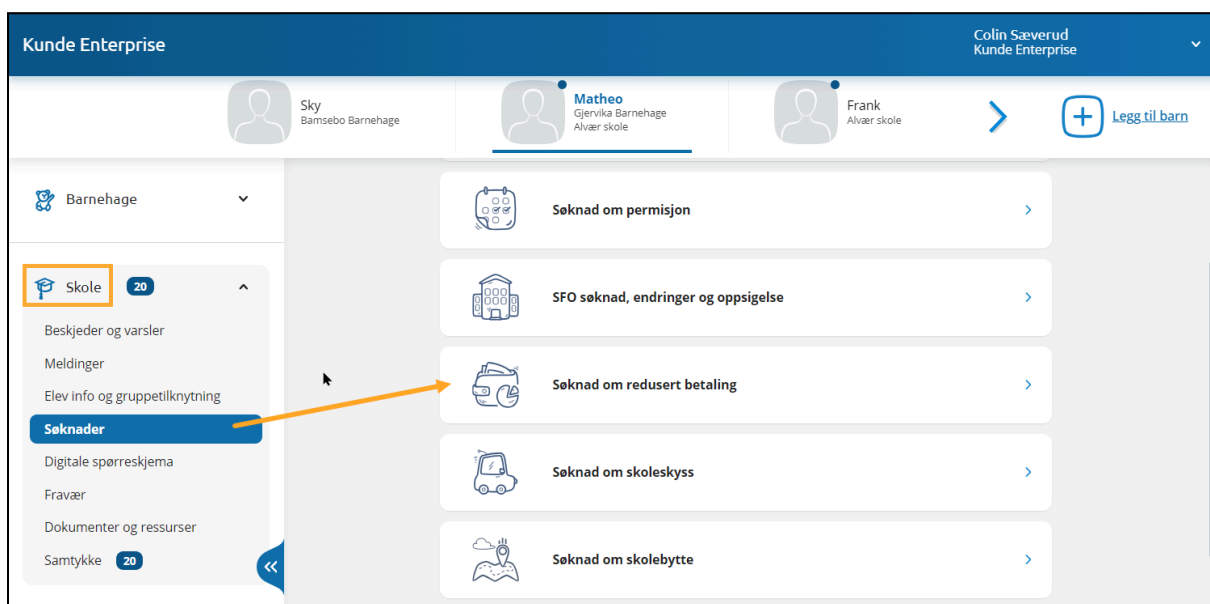 Kunde Enterprise
Colin Sæverud
Kunde Enterprise
Sky
Bamsebo Barnehage
Matheo
Gjervika Barnehage
Alvær skole
Frank
Alvær skole
Legg til barn
Barnehage
Skole 20
Beskjeder og varsler
Meldinger
Elev info og gruppetilknytning
Søknader
Digitale spørreskjema
Fravær
Dokumenter og ressurser
Samtykke 20
Søknad om permisjon
SFO søknad, endringer og oppsigelse
Søknad om redusert betaling
Søknad om skoleskyss
Søknad om skolebytte